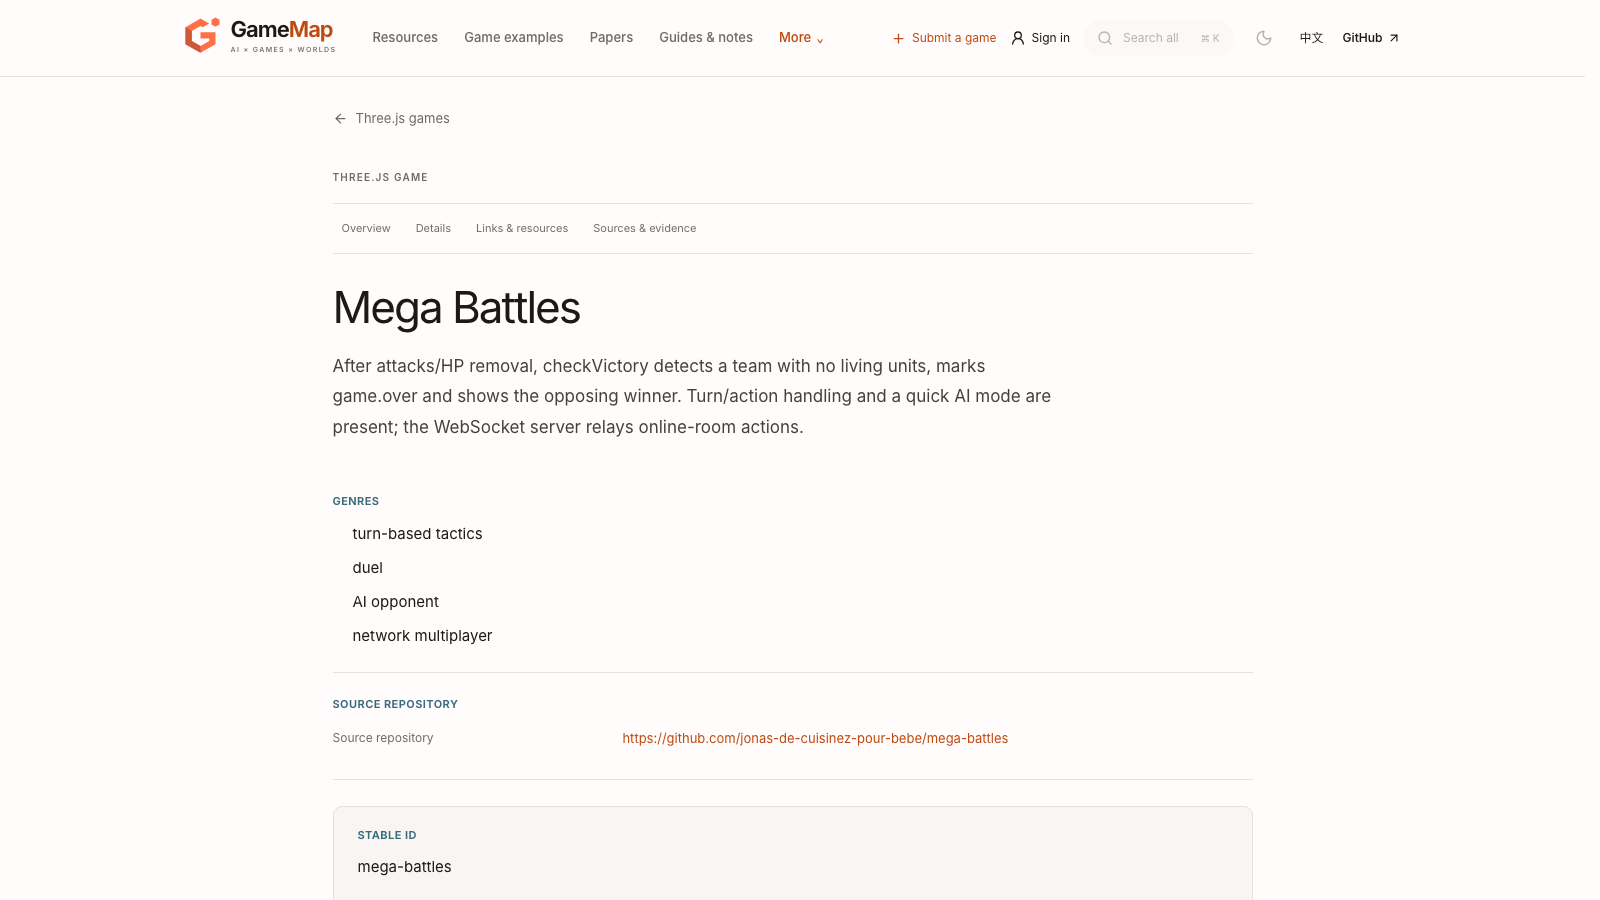 GameMap
AI × GAMES × WORLDS
Resources
Game examples
Papers
Guides & notes
More
Submit a game
Sign in
Search all
⌘ K
中文
GitHub
Three.js games
THREE.JS GAME
Overview
Details
Links & resources
Sources & evidence
Mega Battles
After attacks/HP removal, checkVictory detects a team with no living units, marks
game.over and shows the opposing winner. Turn/action handling and a quick AI mode are
present; the WebSocket server relays online-room actions.
GENRES
turn-based tactics
duel
AI opponent
network multiplayer
SOURCE REPOSITORY
Source repository
https://github.com/jonas-de-cuisinez-pour-bebe/mega-battles
STABLE ID
mega-battles